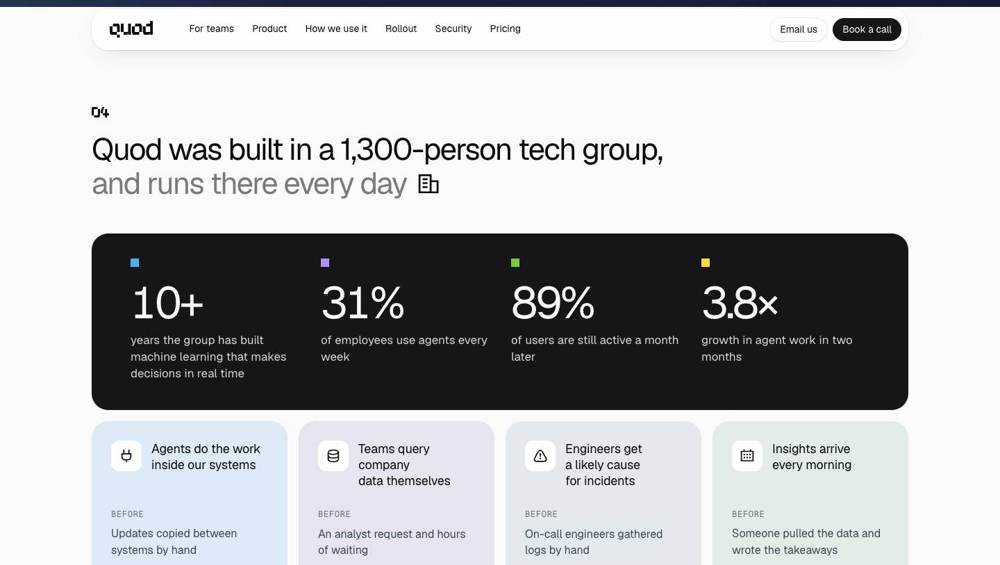 quod
For teams
Product
How we use it
Rollout
Security
Pricing
Email us
Book a call
04
Quod was built in a 1,300-person tech group,
and runs there every day
10+
years the group has built
machine learning that makes
decisions in real time
31%
of employees use agents every
week
89%
of users are still active a month
later
3.8×
growth in agent work in two
months
Agents do the work
inside our systems
BEFORE
Updates copied between
systems by hand
Teams query
company
data themselves
BEFORE
An analyst request and hours
of waiting
Engineers get
a likely cause
for incidents
BEFORE
On-call engineers gathered
logs by hand
Insights arrive
every morning
BEFORE
Someone pulled the data and
wrote the takeaways